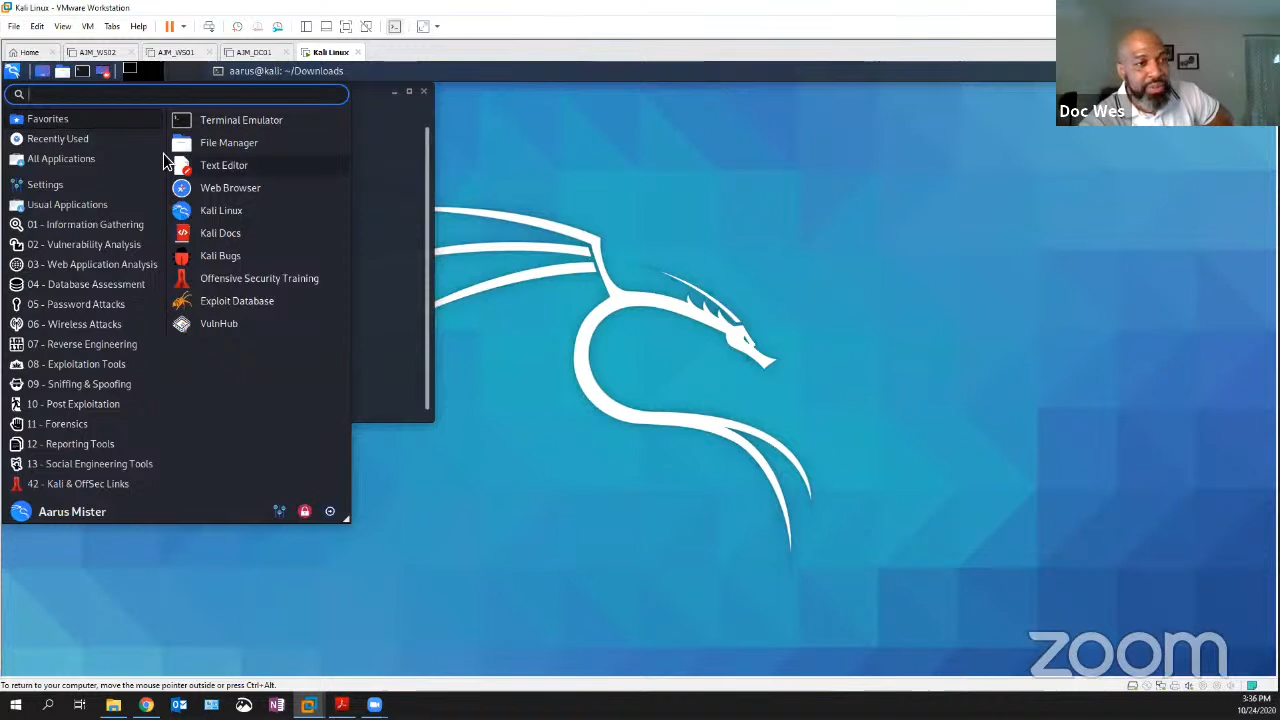 Kali Linux - VMware Workstation
File Edit View VM Tabs Help
Home AJM_WS02 AJM_WS01 AJM_DC01 Kali Linux
aarus@kali: ~/Downloads
Doc Wes
Favorites
Recently Used
All Applications
Settings
Usual Applications
01 - Information Gathering
02 - Vulnerability Analysis
03 - Web Application Analysis
04 - Database Assessment
05 - Password Attacks
06 - Wireless Attacks
07 - Reverse Engineering
08 - Exploitation Tools
09 - Sniffing & Spoofing
10 - Post Exploitation
11 - Forensics
12 - Reporting Tools
13 - Social Engineering Tools
42 - Kali & OffSec Links
Terminal Emulator
File Manager
Text Editor
Web Browser
Kali Linux
Kali Docs
Kali Bugs
Offensive Security Training
Exploit Database
VulnHub
Aarus Mister
zoom
To return to your computer, move the mouse pointer outside or press Ctrl+Alt.
3:36 PM
10/24/2020